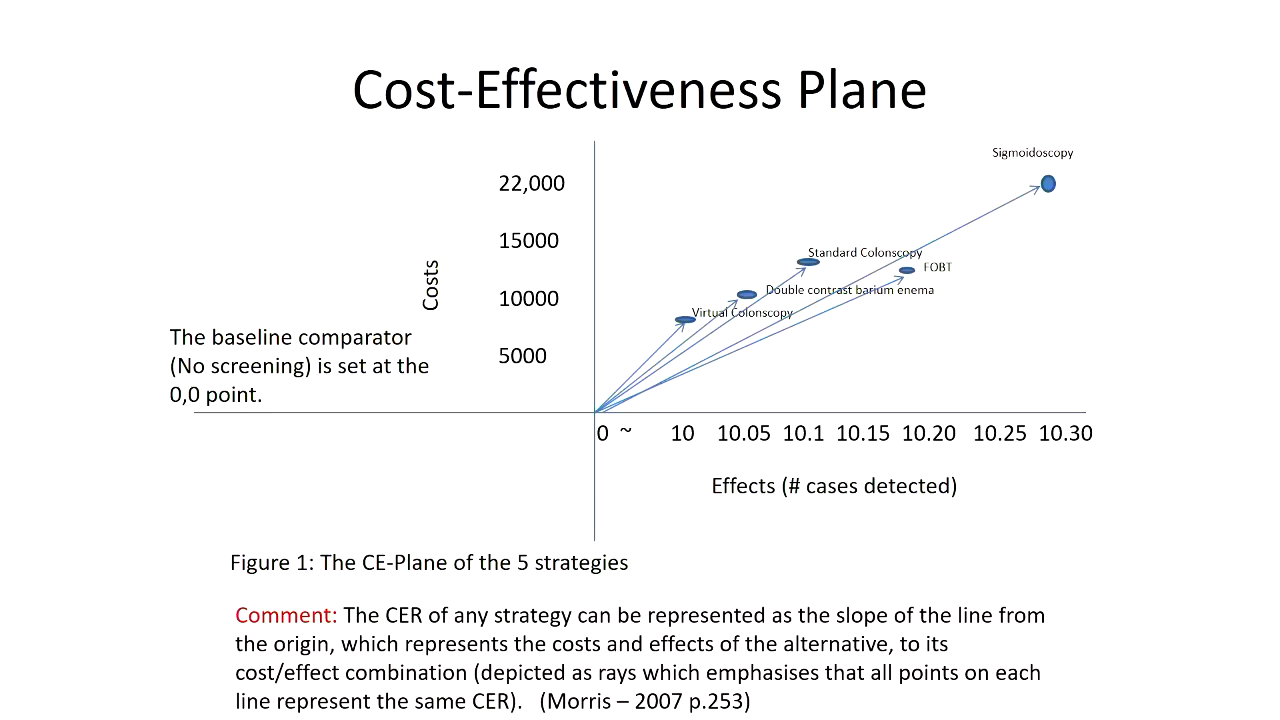 Cost-Effectiveness Plane
Sigmoidoscopy
22,000
15000
Standard Colonscopy
FOBT
Costs
10000
Double contrast barium enema
Virtual Colonscopy
The baseline comparator
(No screening) is set at the
0,0 point.
5000
0 ~ 10 10.05 10.1 10.15 10.20 10.25 10.30
Effects (# cases detected)
Figure 1: The CE-Plane of the 5 strategies
Comment: The CER of any strategy can be represented as the slope of the line from
the origin, which represents the costs and effects of the alternative, to its
cost/effect combination (depicted as rays which emphasises that all points on each
line represent the same CER). (Morris – 2007 p.253)